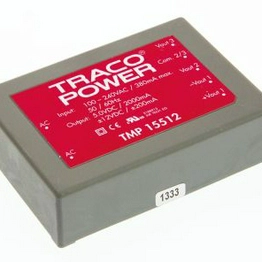 TRACO
POWER
AC
Input: 100 - 240VAC / 380mA max.
50 / 60Hz
Output: 5.0VDC / 2000mA
±12VDC / ±200mA
TMP 15512
AC
Vout 3
Com. 2/3
Vout 2
-Vout 1
+Vout 1
1333